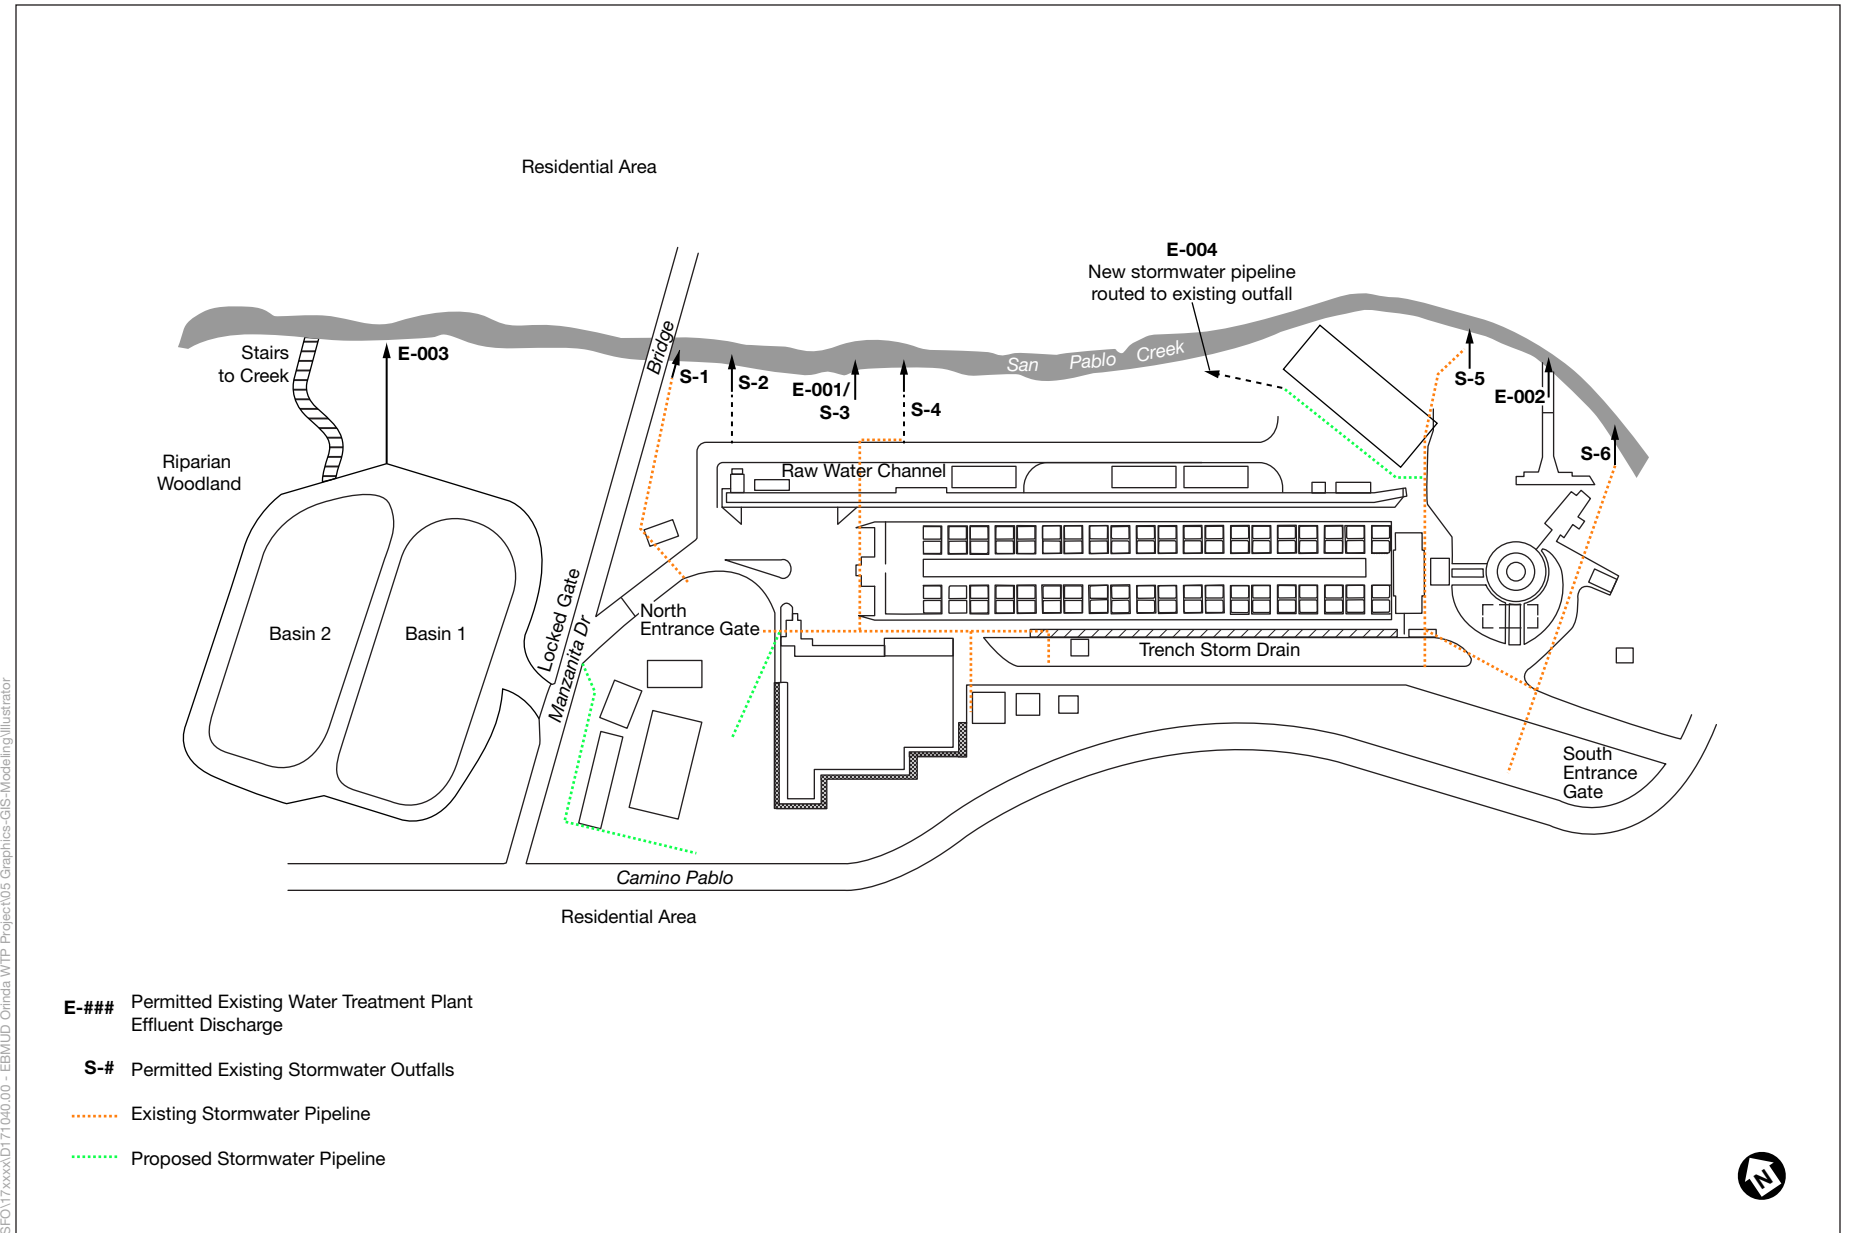 Residential Area
E-004
New stormwater pipeline
routed to existing outfall
Bridge
San Pablo Creek
Stairs
to Creek
E-003
S-1
S-2
E-001/
S-3
S-4
S-5
E-002
S-6
Riparian
Woodland
Raw Water Channel
Locked Gate
Manzanita Dr
North
Entrance Gate
Basin 2
Basin 1
Trench Storm Drain
South
Entrance
Gate
Camino Pablo
Residential Area
E-### Permitted Existing Water Treatment Plant
Effluent Discharge
S-# Permitted Existing Stormwater Outfalls
Existing Stormwater Pipeline
Proposed Stormwater Pipeline
N
SFO\17xxxx\D171040.00 - EBMUD Orinda WTP Project\05 Graphics-GIS-Modeling\Illustrator